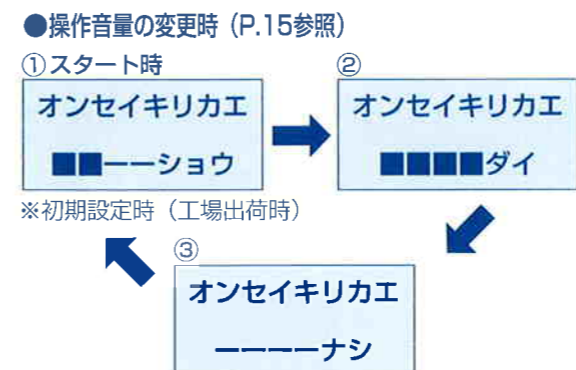 ●操作音量の変更時（P.15参照）
①スタート時
オンセイキリカエ
■■ーーショウ
※初期設定時（工場出荷時）
②
オンセイキリカエ
■■■■ダイ
③
オンセイキリカエ
ーーーーナシ